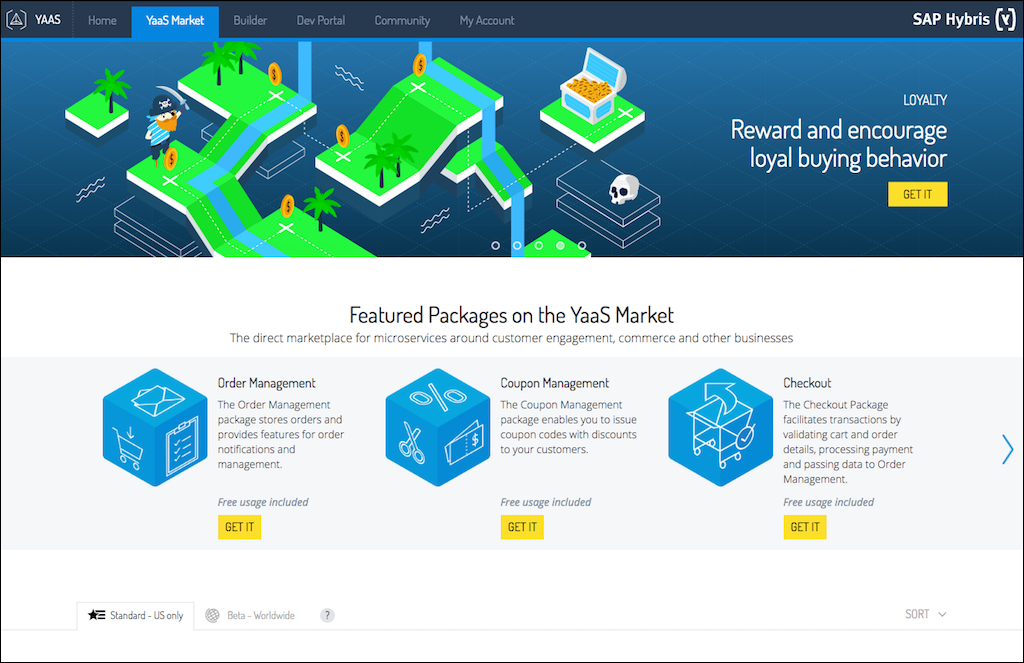 YAAS
Home
YaaS Market
Builder
Dev Portal
Community
My Account
SAP Hybris (Y)
LOYALTY
Reward and encourage
loyal buying behavior
GET IT
Featured Packages on the YaaS Market
The direct marketplace for microservices around customer engagement, commerce and other businesses
Order Management
The Order Management
package stores orders and
provides features for order
notifications and
management.
Free usage included
GET IT
Coupon Management
The Coupon Management
package enables you to issue
coupon codes with discounts
to your customers.
Free usage included
GET IT
Checkout
The Checkout Package
facilitates transactions by
validating cart and order
details, processing payment
and passing data to Order
Management.
Free usage included
GET IT
Standard - US only
Beta - Worldwide
?
SORT